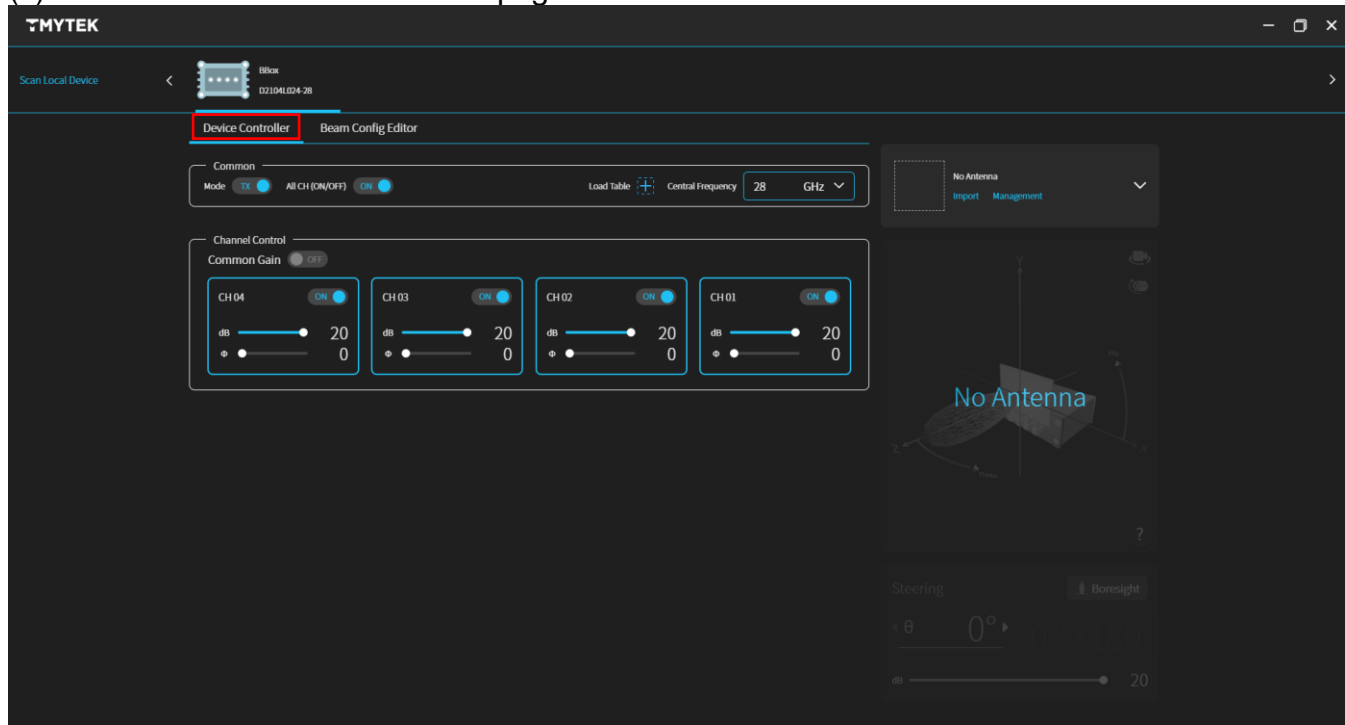 TMYTEK
Scan Local Device
BBox
D2104L024-28
Device Controller Beam Config Editor
Common
Mode TX All CH (ON/OFF) ON Load Table Central Frequency 28 GHz
No Antenna
Import Management
Channel Control
Common Gain OFF
CH 04 ON CH 03 ON CH 02 ON CH 01 ON
dB 20 dB 20 dB 20 dB 20
Φ 0 Φ 0 Φ 0 Φ 0
Y
No Antenna
Z X
?
Steering Boresight
θ 0°
dB 20